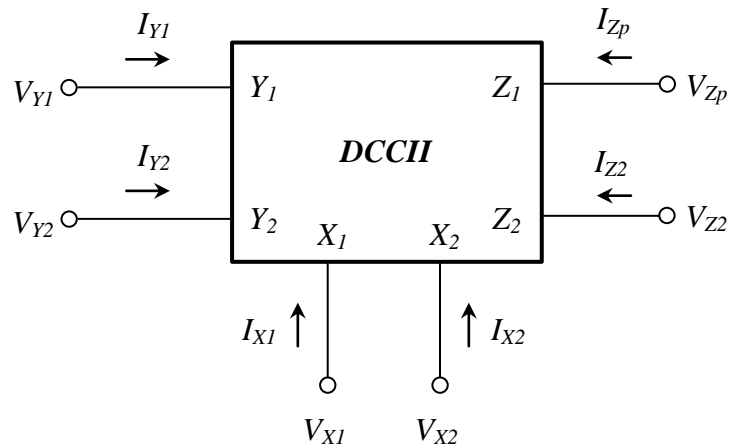 I_{Y1} I_{Zp}
V_{Y1} Y_1 Z_1 V_{Zp}
DCCII
I_{Y2} I_{Z2}
V_{Y2} Y_2 X_1 X_2 Z_2 V_{Z2}
I_{X1} I_{X2}
V_{X1} V_{X2}